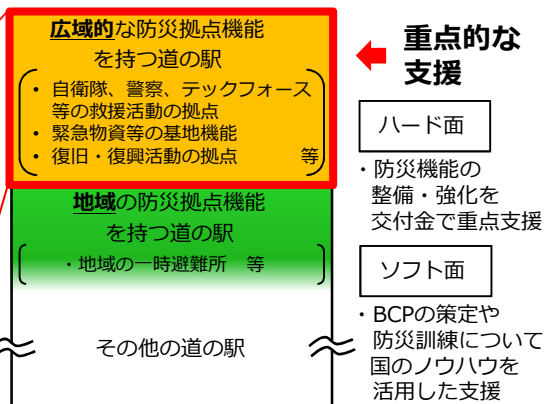 広域的な防災拠点機能
を持つ道の駅
・ 自衛隊、警察、テックフォース
等の救援活動の拠点
・ 緊急物資等の基地機能
・ 復旧・復興活動の拠点　等
地域の防災拠点機能
を持つ道の駅
・地域の一時避難所　等
その他の道の駅
重点的な
支援
ハード面
・防災機能の
整備・強化を
交付金で重点支援
ソフト面
・BCPの策定や
防災訓練について
国のノウハウを
活用した支援